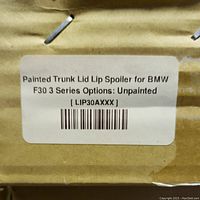 Painted Trunk Lid Lip Spoiler for BMW
F30 3 Series Options: Unpainted
[ LIP30AXXX ]